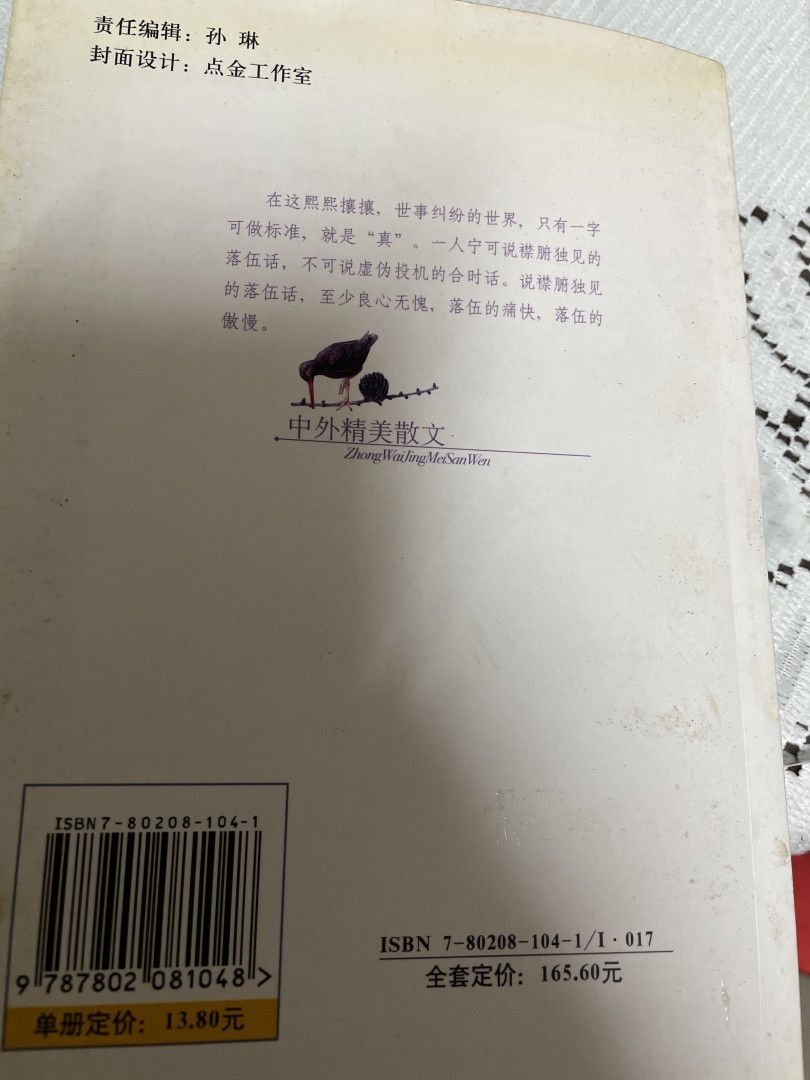 责任编辑：孙 琳
封面设计：点金工作室
在这熙熙攘攘，世事纠纷的世界，只有一字
可做标准，就是“真”。一人宁可说襟腑独见的
落伍话，不可说虚伪投机的合时话。说襟腑独见
的落伍话，至少良心无愧，落伍的痛快，落伍的
傲慢。
中外精美散文
ZhongWaiJingMeiSanWen
ISBN 7-80208-104-1
9 787802 081048 >
单册定价：13.80元
ISBN 7-80208-104-1/I·017
全套定价：165.60元